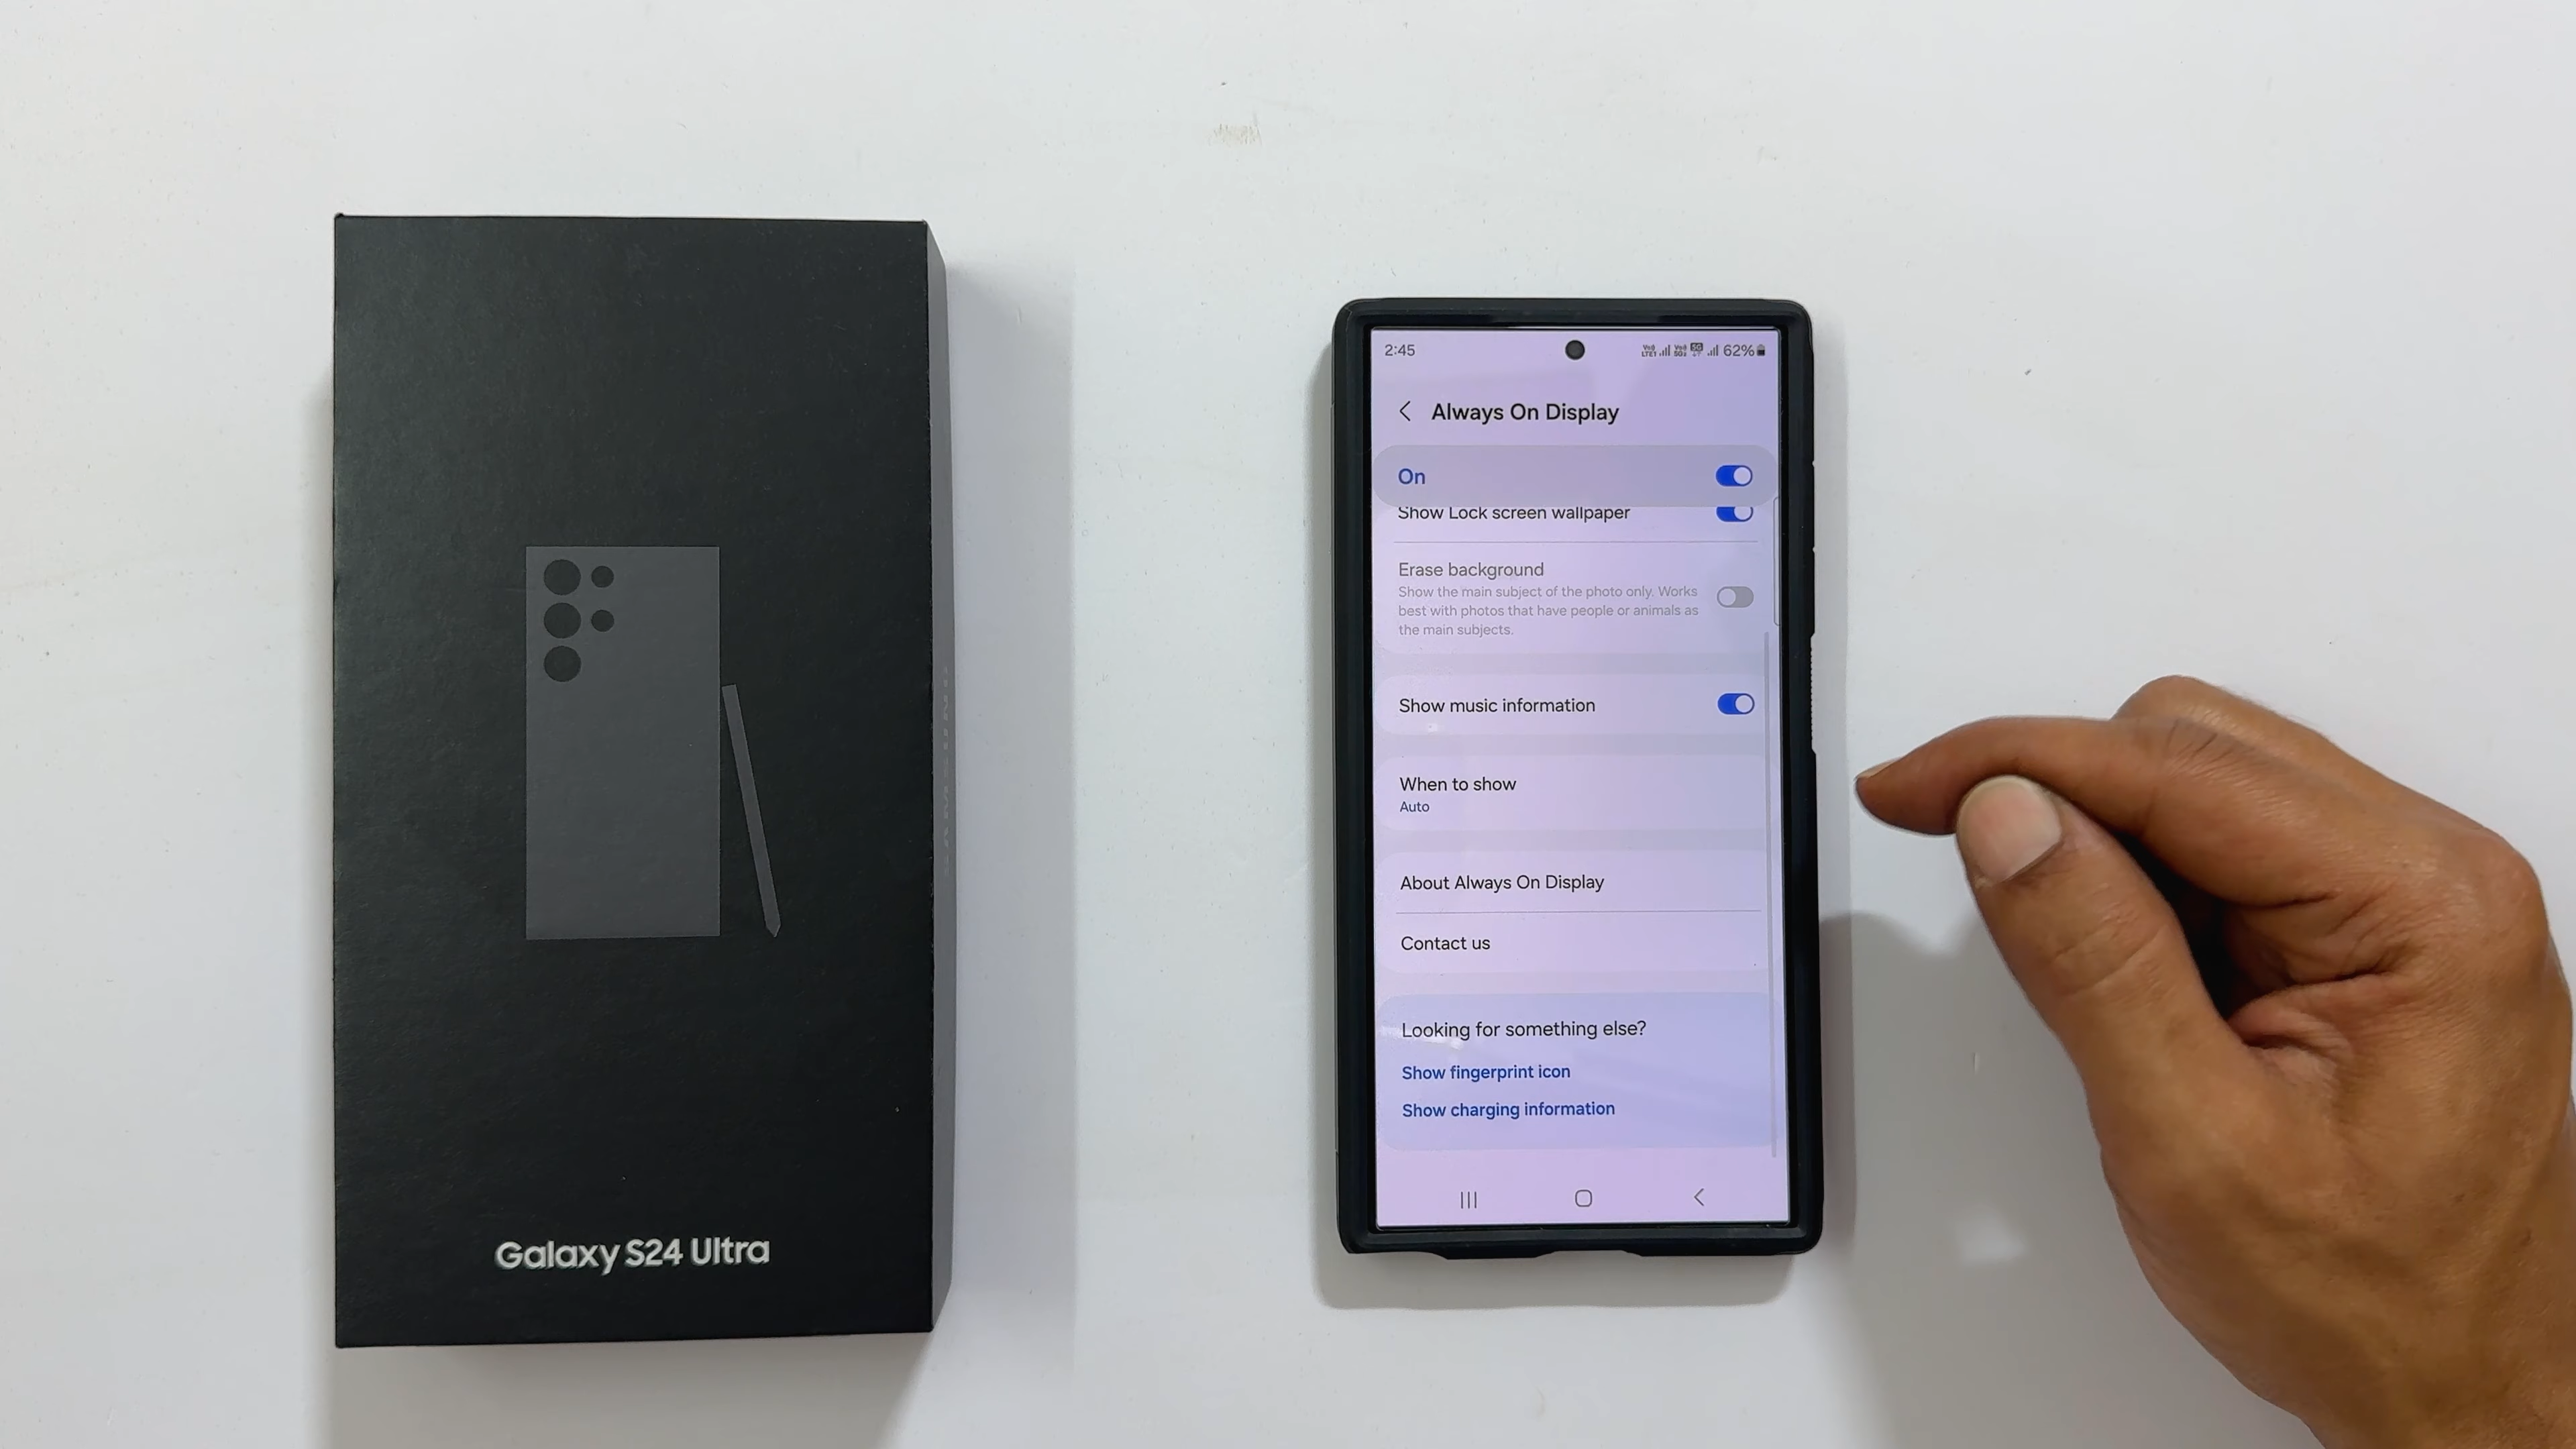 Galaxy S24 Ultra
2:45
62%
Always On Display
On
Show Lock screen wallpaper
Erase background
Show the main subject of the photo only. Works
best with photos that have people or animals as
the main subjects.
Show music information
When to show
Auto
About Always On Display
Contact us
Looking for something else?
Show fingerprint icon
Show charging information